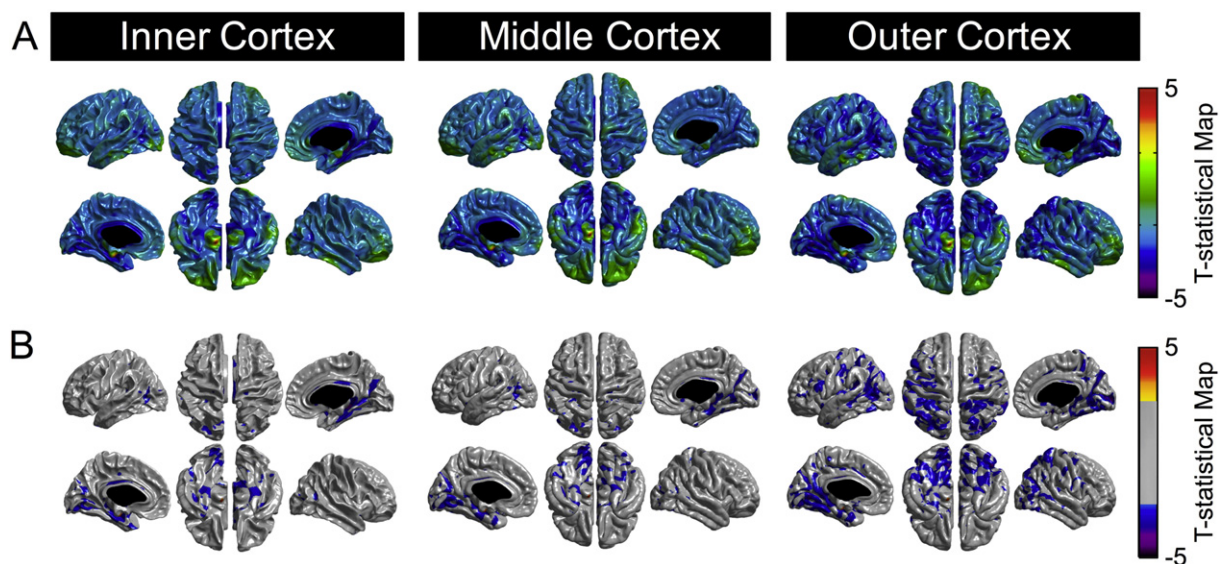 A
Inner Cortex
Middle Cortex
Outer Cortex
5
-5
T-statistical Map
B
5
-5
T-statistical Map